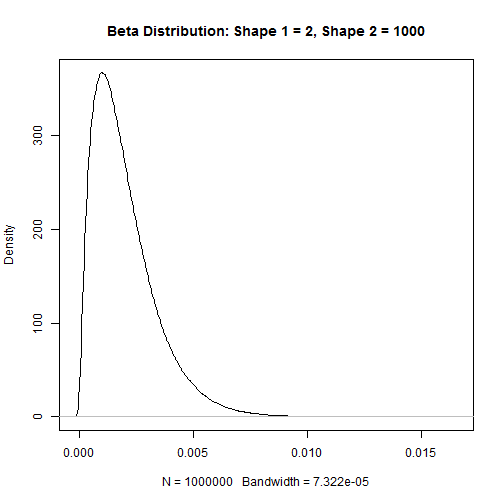 Beta Distribution: Shape 1 = 2, Shape 2 = 1000
Density
300
200
100
0
0.000 0.005 0.010 0.015
N = 1000000 Bandwidth = 7.322e-05